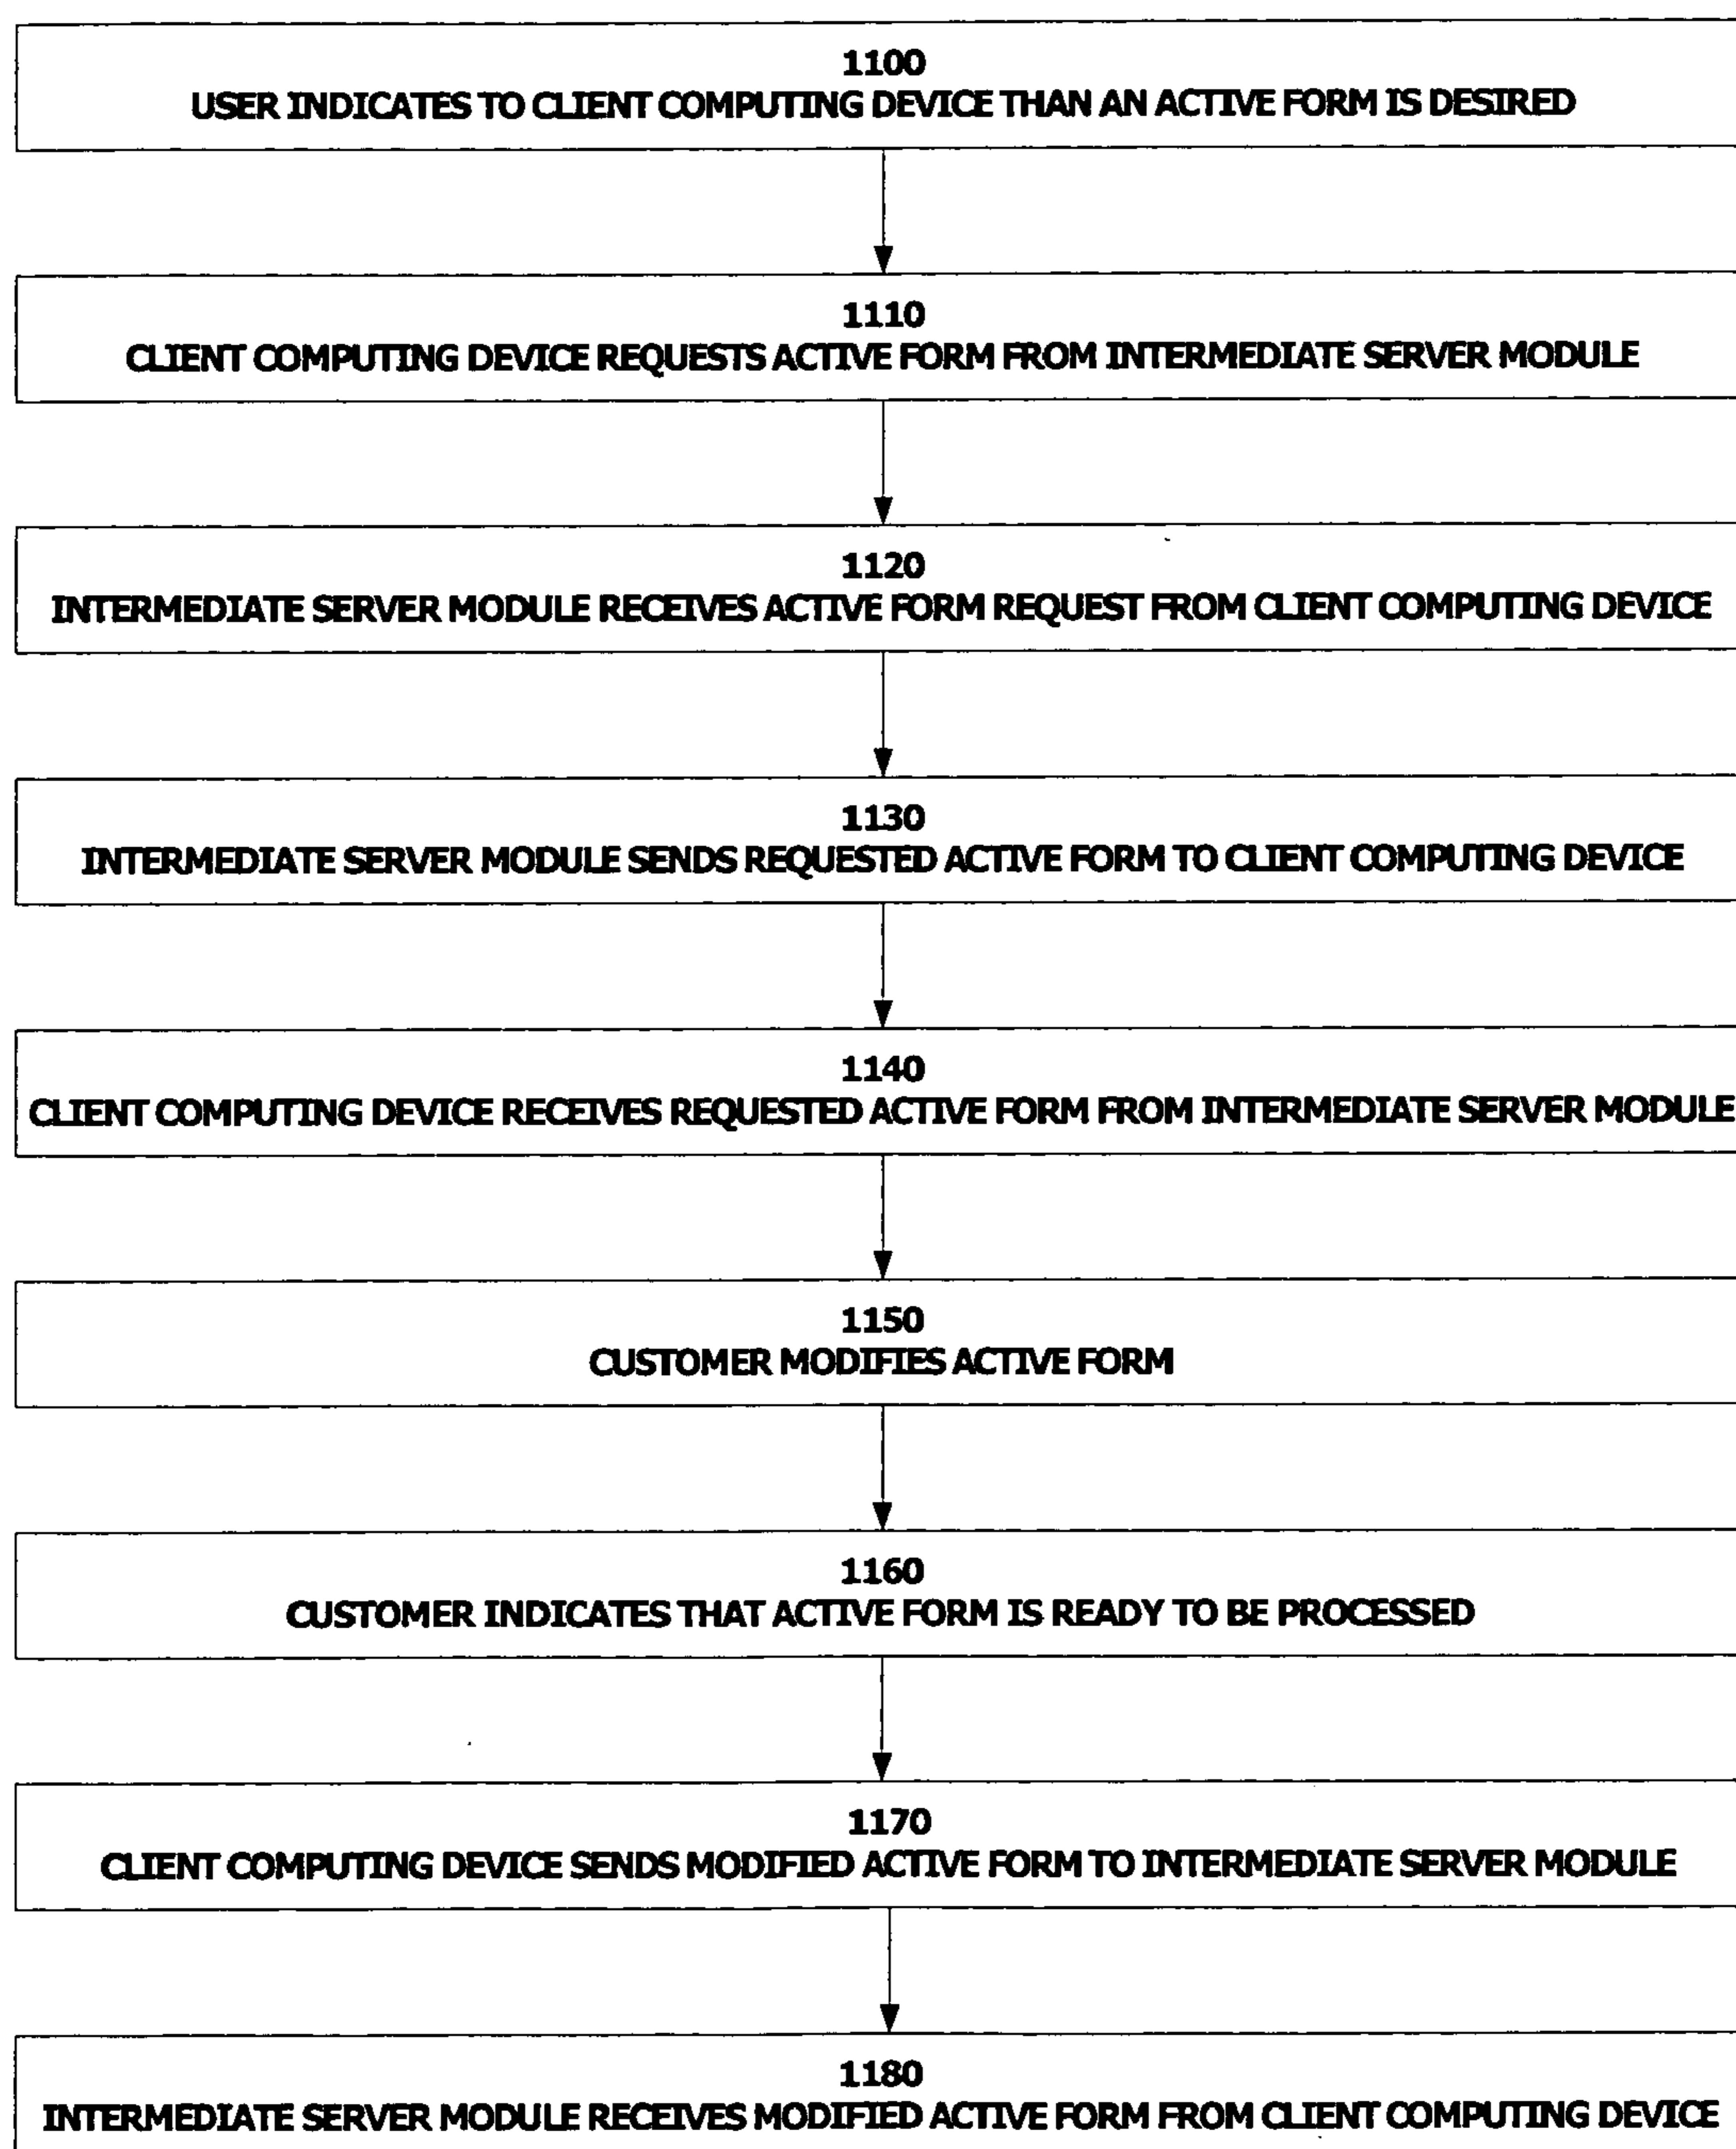 1100
USER INDICATES TO CLIENT COMPUTING DEVICE THAN AN ACTIVE FORM IS DESIRED
1110
CLIENT COMPUTING DEVICE REQUESTS ACTIVE FORM FROM INTERMEDIATE SERVER MODULE
1120
INTERMEDIATE SERVER MODULE RECEIVES ACTIVE FORM REQUEST FROM CLIENT COMPUTING DEVICE
1130
INTERMEDIATE SERVER MODULE SENDS REQUESTED ACTIVE FORM TO CLIENT COMPUTING DEVICE
1140
CLIENT COMPUTING DEVICE RECEIVES REQUESTED ACTIVE FORM FROM INTERMEDIATE SERVER MODULE
1150
CUSTOMER MODIFIES ACTIVE FORM
1160
CUSTOMER INDICATES THAT ACTIVE FORM IS READY TO BE PROCESSED
1170
CLIENT COMPUTING DEVICE SENDS MODIFIED ACTIVE FORM TO INTERMEDIATE SERVER MODULE
1180
INTERMEDIATE SERVER MODULE RECEIVES MODIFIED ACTIVE FORM FROM CLIENT COMPUTING DEVICE